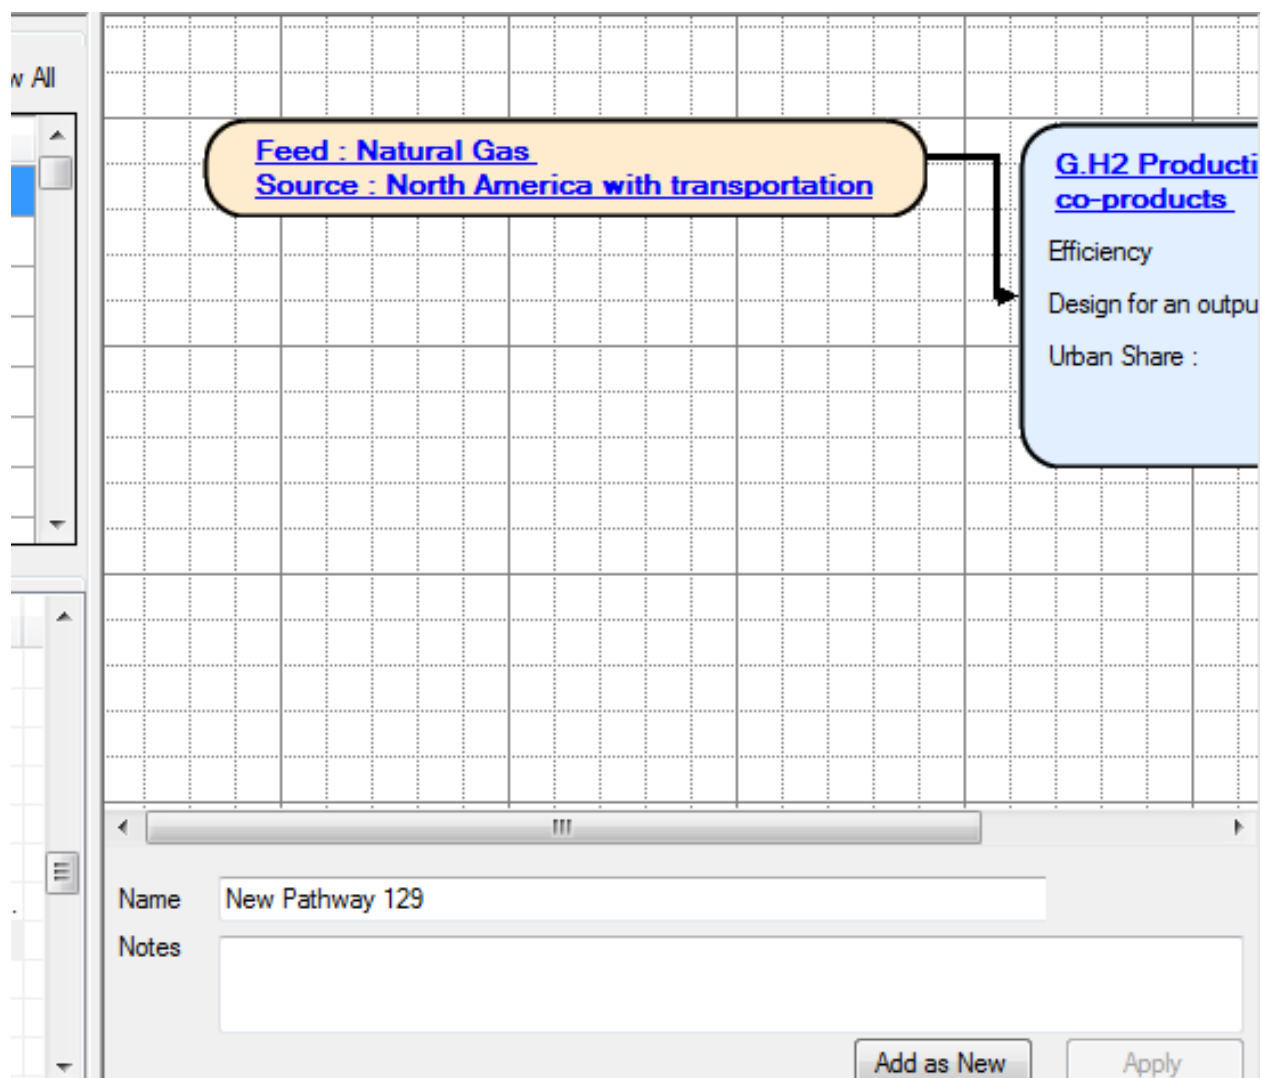 w All
Feed : Natural Gas
Source : North America with transportation
G.H2 Producti
co-products
Efficiency
Design for an outpu
Urban Share :
Name
New Pathway 129
Notes
Add as New
Apply